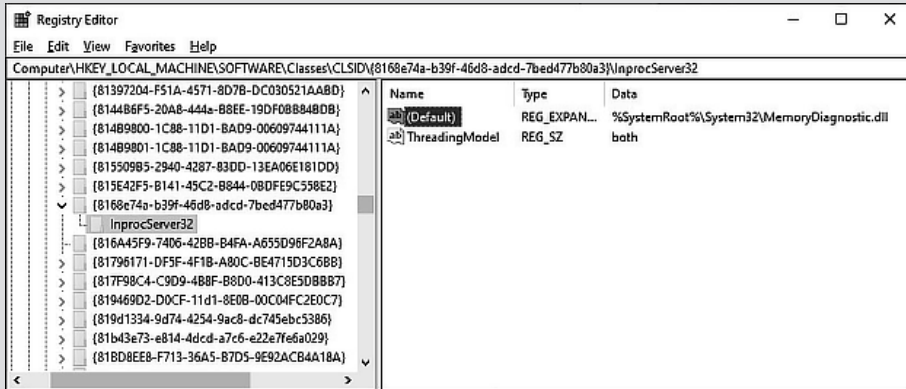 Registry Editor
File Edit View Favorites Help
Computer\HKEY_LOCAL_MACHINE\SOFTWARE\Classes\CLSID\{8168e74a-b39f-46d8-adcd-7bed477b80a3}\InprocServer32
{81397204-F51A-4571-8D7B-DC030521AABD}
{8144B6F5-20A8-444a-B8EE-19DF0BB84BDB}
{814B9800-1C88-11D1-BAD9-00609744111A}
{814B9801-1C88-11D1-BAD9-00609744111A}
{815509B5-2940-4287-83DD-13EA06E181DD}
{815E42F5-B141-45C2-B844-0BDFE9C558E2}
{8168e74a-b39f-46d8-adcd-7bed477b80a3}
InprocServer32
{816A45F9-7406-42BB-B4FA-A655D96F2A8A}
{81796171-DF5F-4F1B-A80C-BE4715D3C6BB}
{817F98C4-C9D9-4B8F-B8D0-413C8E5DBBB7}
{819469D2-D0CF-11d1-8E0B-00C04FC2E0C7}
{819d1334-9d74-4254-9ac8-dc745ebc5386}
{81b43e73-e814-4dcd-a7c6-e22e7fe6a029}
{81BD8EE8-F713-36A5-B7D5-9E92ACB4A18A}
Name Type Data
(Default) REG_EXPAN... %SystemRoot%\System32\MemoryDiagnostic.dll
ThreadingModel REG_SZ both